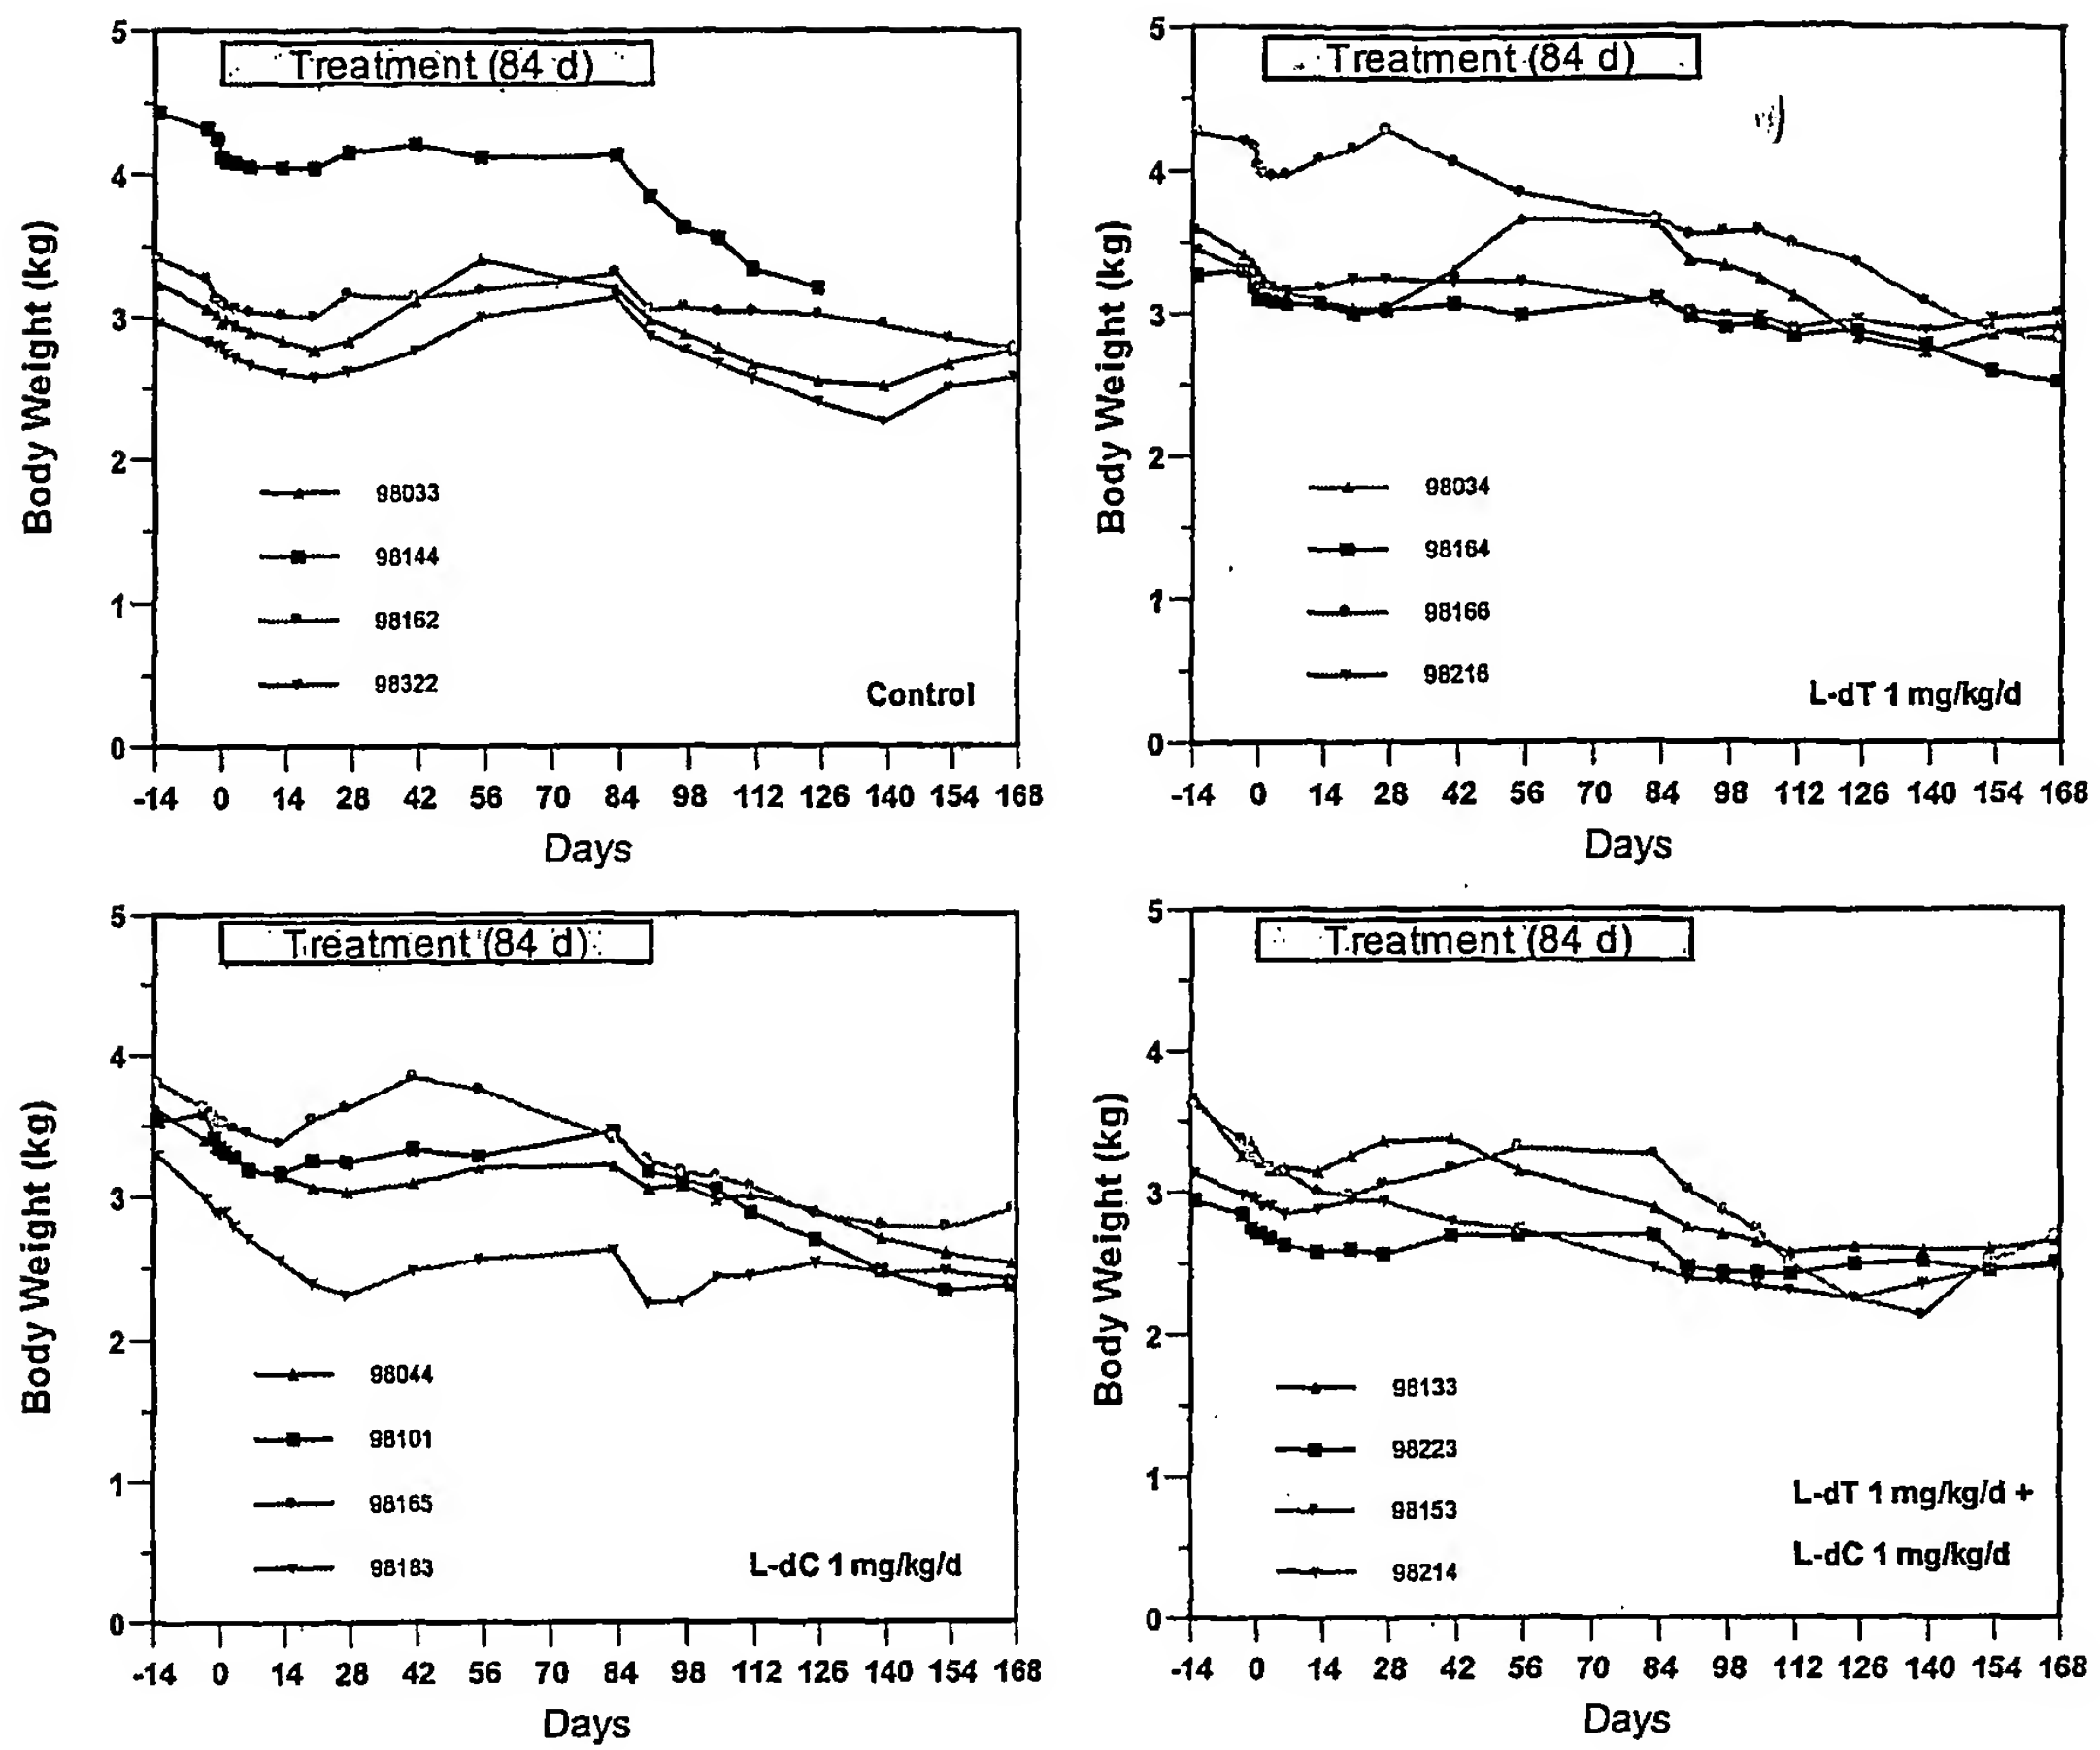 Treatment (84 d)
5
4
3
2
1
0
Body Weight (kg)
98033
98144
98162
98322
Control
-14 0 14 28 42 56 70 84 98 112 126 140 154 168
Days
Treatment (84 d)
5
4
3
2
1
0
Body Weight (kg)
98034
98164
98166
98216
L-dT 1 mg/kg/d
-14 0 14 28 42 56 70 84 98 112 126 140 154 168
Days
Treatment (84 d)
5
4
3
2
1
0
Body Weight (kg)
98044
98101
98165
98183
L-dC 1 mg/kg/d
-14 0 14 28 42 56 70 84 98 112 126 140 154 168
Days
Treatment (84 d)
5
4
3
2
1
0
Body Weight (kg)
98133
98223
98153
98214
L-dT 1 mg/kg/d +
L-dC 1 mg/kg/d
-14 0 14 28 42 56 70 84 98 112 126 140 154 168
Days